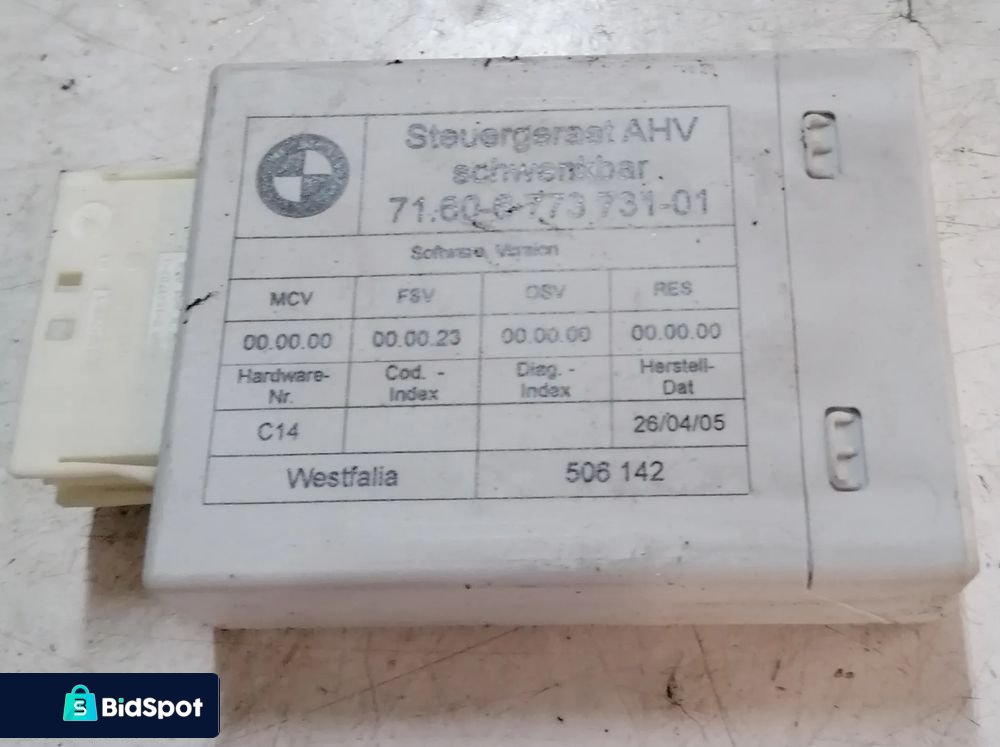 Steuergeraet AHV
schwenkbar
71.60-6 773 731-01
Software Version
MCV FSV OSV RES
00.00.00 00.00.23 00.00.00 00.00.00
Hardware-
Nr. Cod. -
Index Diag. -
Index Herstell-
Dat
C14 26/04/05
Westfalia 506 142
BidSpot